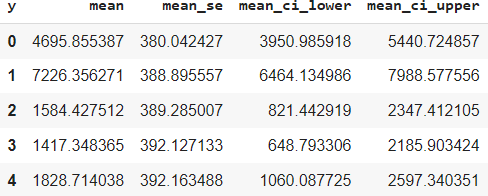 y mean mean_se mean_ci_lower mean_ci_upper
0 4695.855387 380.042427 3950.985918 5440.724857
1 7226.356271 388.895557 6464.134986 7988.577556
2 1584.427512 389.285007 821.442919 2347.412105
3 1417.348365 392.127133 648.793306 2185.903424
4 1828.714038 392.163488 1060.087725 2597.340351